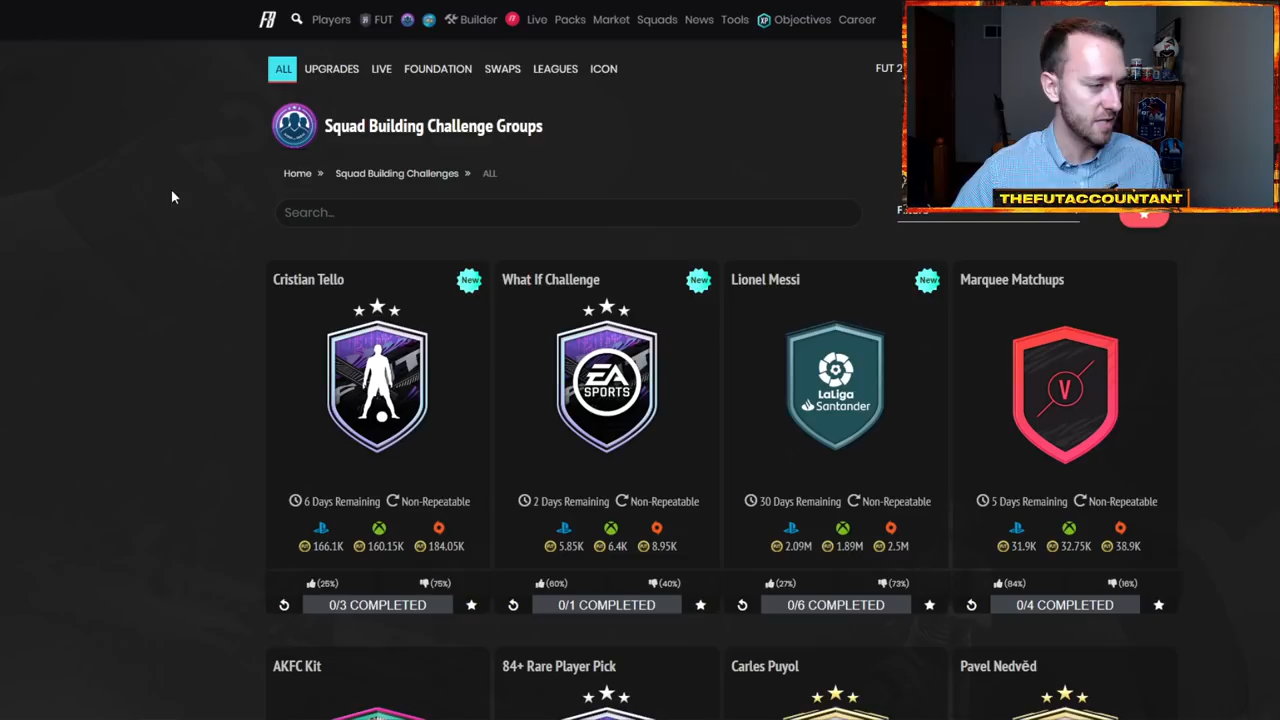 Players FUT Builder Live Packs Market Squads News Tools XP Objectives Career
ALL UPGRADES LIVE FOUNDATION SWAPS LEAGUES ICON FUT 2
Squad Building Challenge Groups
Home » Squad Building Challenges » ALL
Search...
THEFUTACCOUNTANT
Cristian Tello New What If Challenge New Lionel Messi New Marquee Matchups
EA SPORTS LaLiga Santander V
6 Days Remaining Non-Repeatable 2 Days Remaining Non-Repeatable 30 Days Remaining Non-Repeatable 5 Days Remaining Non-Repeatable
166.1K 160.15K 184.05K 5.85K 6.4K 8.95K 2.09M 1.89M 2.5M 31.9K 32.75K 38.9K
(25%) (75%) (60%) (40%) (27%) (73%) (84%) (16%)
0/3 COMPLETED 0/1 COMPLETED 0/6 COMPLETED 0/4 COMPLETED
AKFC Kit 84+ Rare Player Pick Carles Puyol Pavel Nedvěd